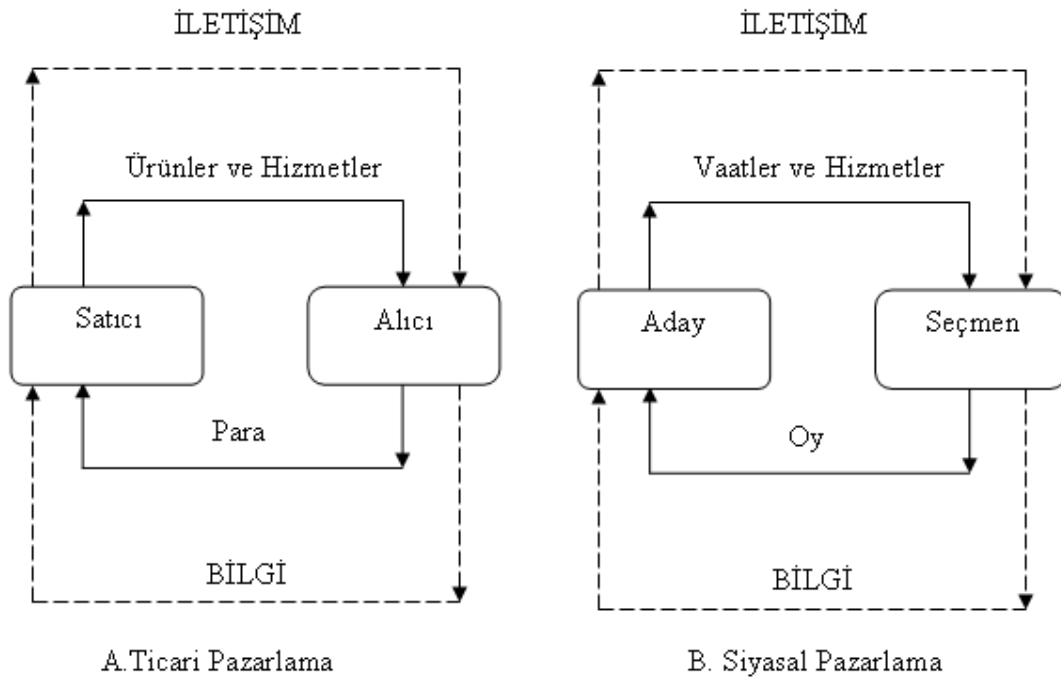 İLETİŞİM
Ürünler ve Hizmetler
Satıcı
Alıcı
Para
BİLGİ
A.Ticari Pazarlama
İLETİŞİM
Vaatler ve Hizmetler
Aday
Seçmen
Oy
BİLGİ
B. Siyasal Pazarlama